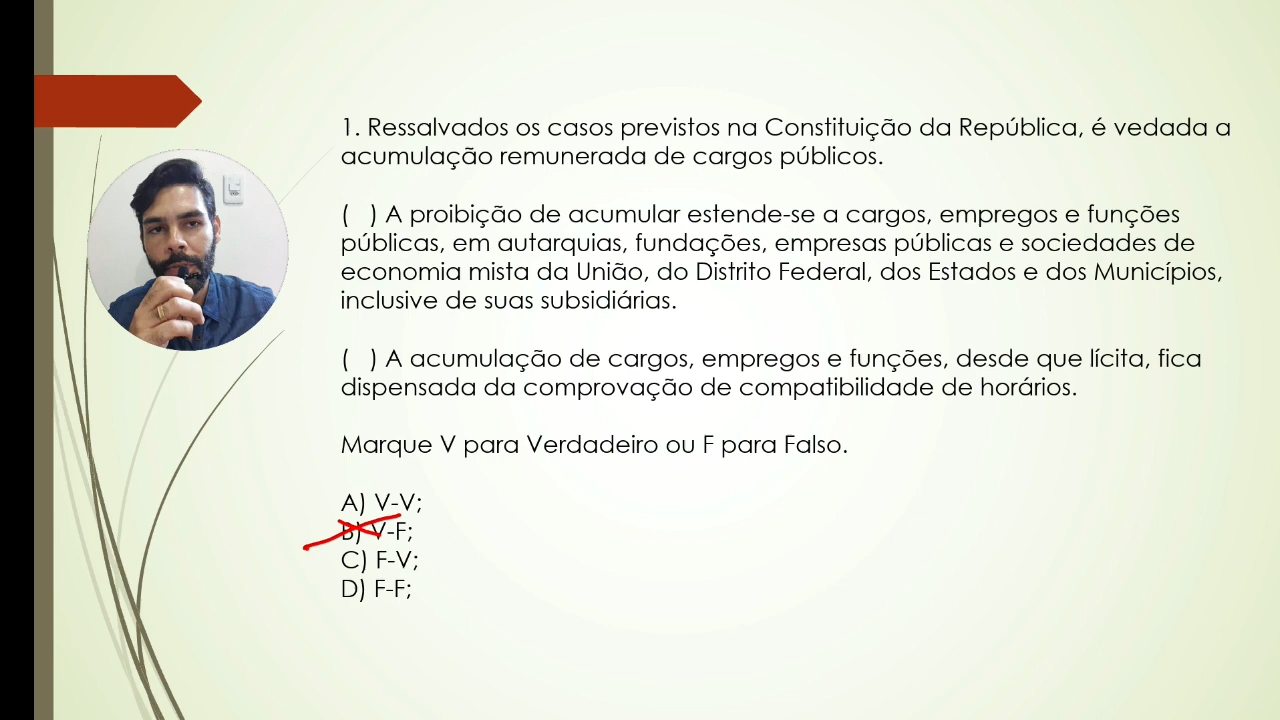 1. Ressalvados os casos previstos na Constituição da República, é vedada a
acumulação remunerada de cargos públicos.
( ) A proibição de acumular estende-se a cargos, empregos e funções
públicas, em autarquias, fundações, empresas públicas e sociedades de
economia mista da União, do Distrito Federal, dos Estados e dos Municípios,
inclusive de suas subsidiárias.
( ) A acumulação de cargos, empregos e funções, desde que lícita, fica
dispensada da comprovação de compatibilidade de horários.
Marque V para Verdadeiro ou F para Falso.
A) V-V;
B) V-F;
C) F-V;
D) F-F;